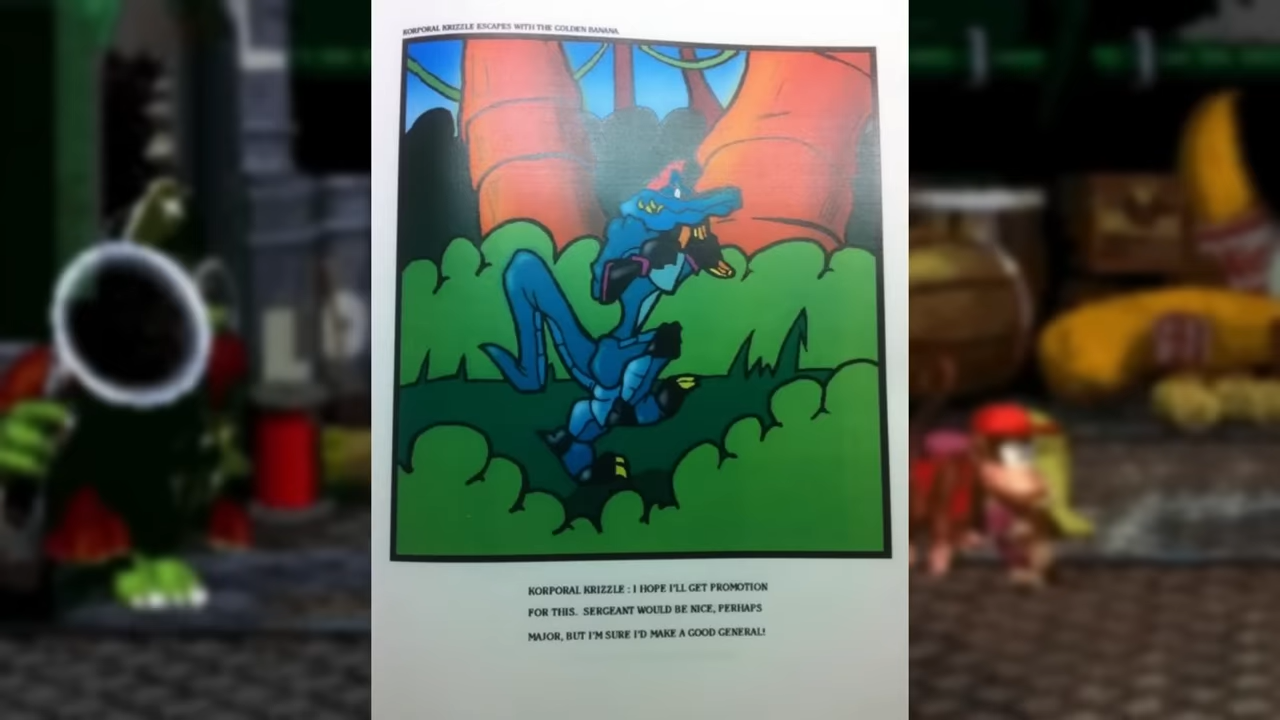 KORPORAL KRIZZLE ESCAPES WITH THE GOLDEN BANANA
KORPORAL KRIZZLE : I HOPE I'LL GET PROMOTION
FOR THIS. SERGEANT WOULD BE NICE, PERHAPS
MAJOR, BUT I'M SURE I'D MAKE A GOOD GENERAL!